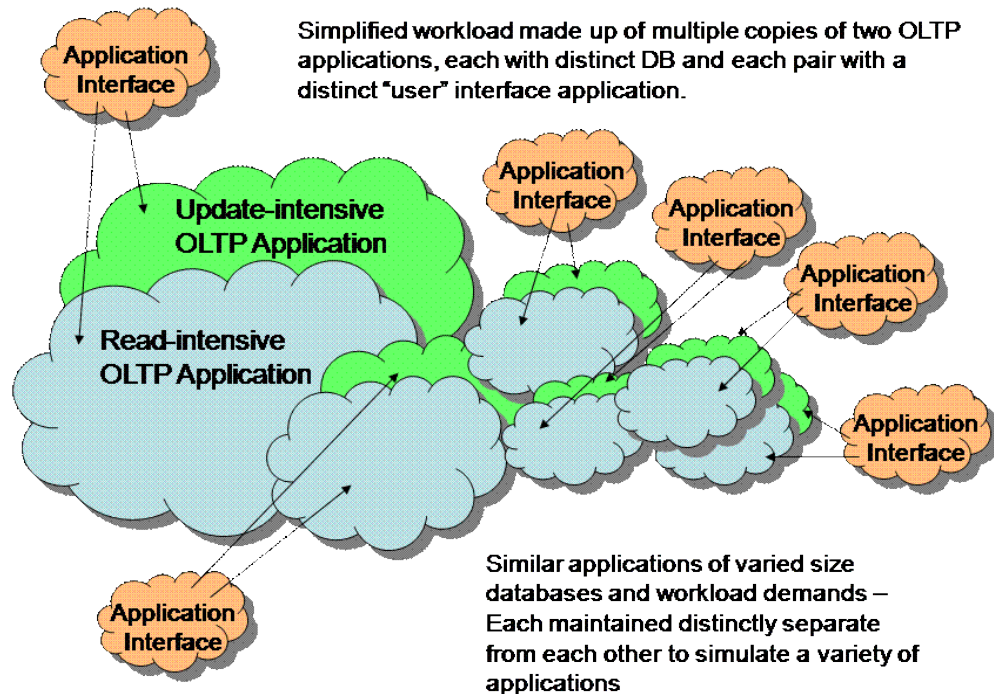 Application
Interface
Simplified workload made up of multiple copies of two OLTP
applications, each with distinct DB and each pair with a
distinct “user” interface application.
Application
Interface
Application
Interface
Update-intensive
OLTP Application
Application
Interface
Read-intensive
OLTP Application
Application
Interface
Similar applications of varied size
databases and workload demands –
Each maintained distinctly separate
from each other to simulate a variety of
applications
Application
Interface